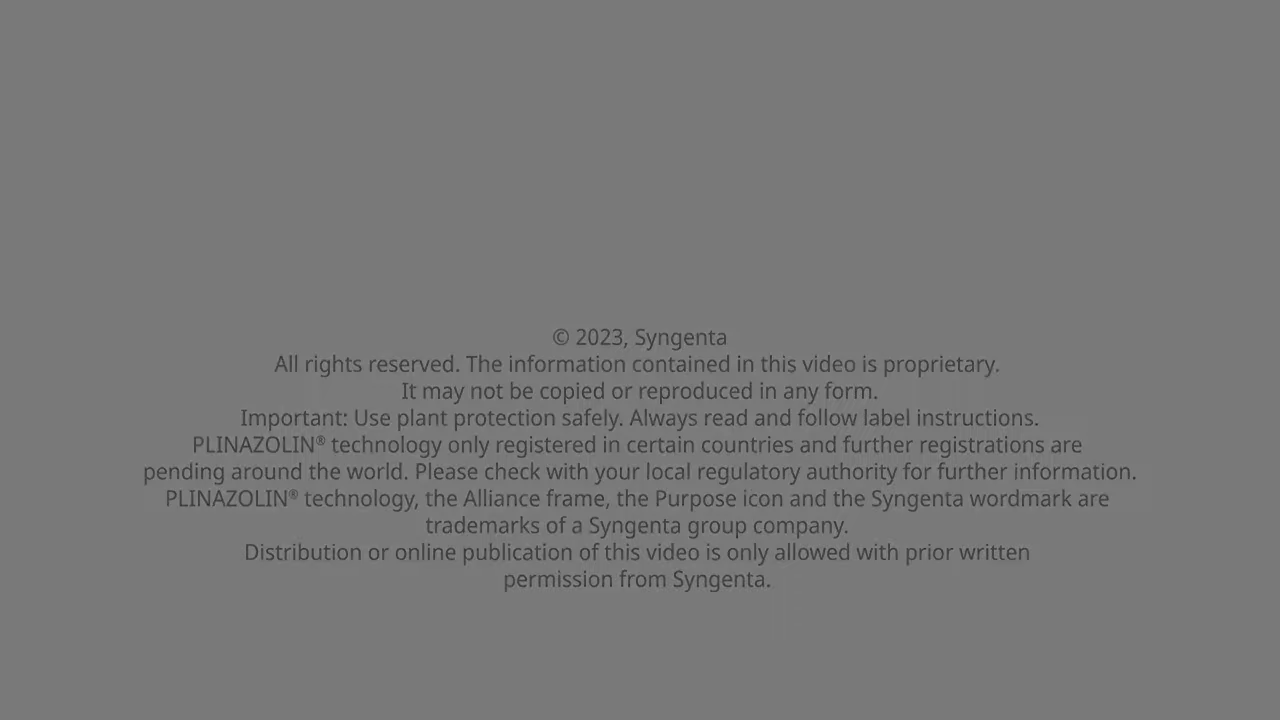 © 2023, Syngenta
All rights reserved. The information contained in this video is proprietary.
It may not be copied or reproduced in any form.
Important: Use plant protection safely. Always read and follow label instructions.
PLINAZOLIN® technology only registered in certain countries and further registrations are
pending around the world. Please check with your local regulatory authority for further information.
PLINAZOLIN® technology, the Alliance frame, the Purpose icon and the Syngenta wordmark are
trademarks of a Syngenta group company.
Distribution or online publication of this video is only allowed with prior written
permission from Syngenta.